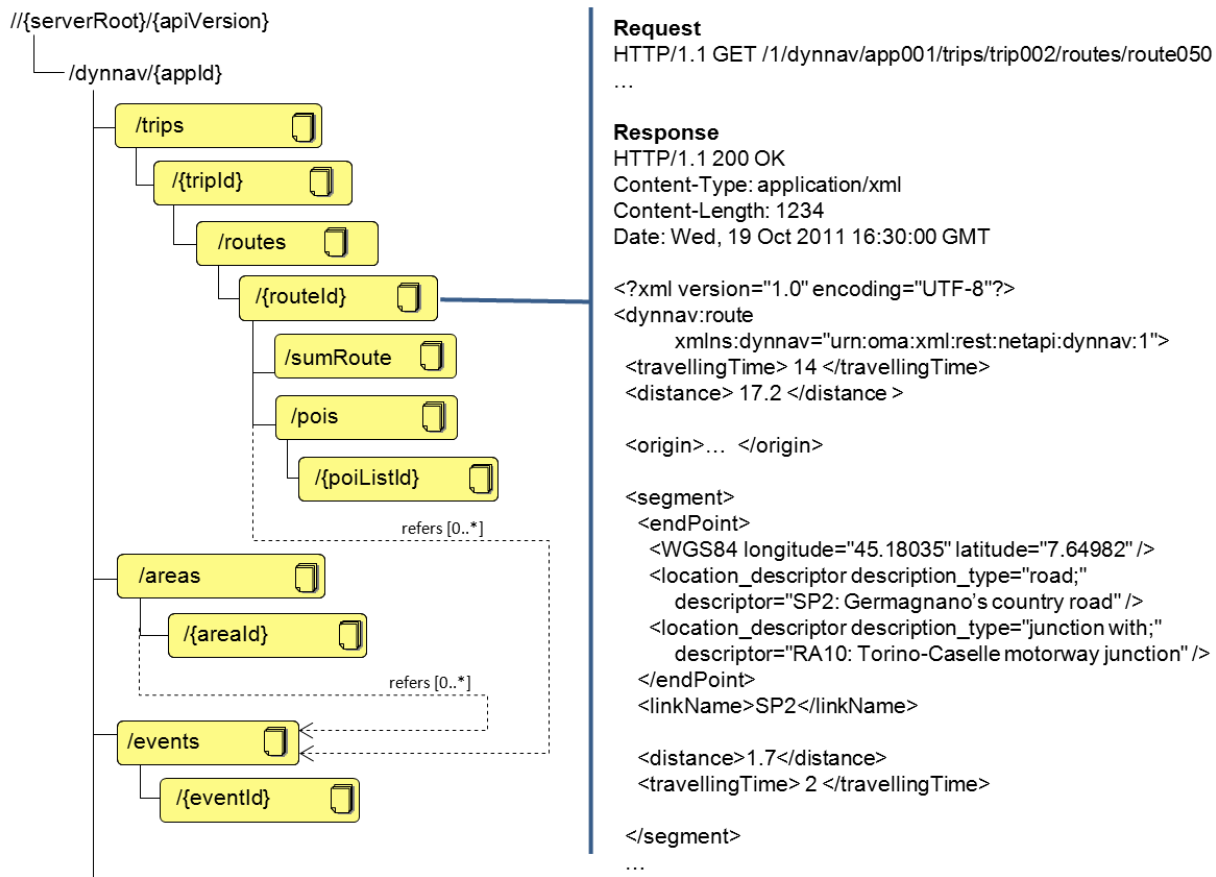 //{serverRoot}/{apiVersion}
/dynnav/{appId}
/trips
/{tripId}
/routes
/{routeId}
/sumRoute
/pois
/{poiListId}
refers [0..*]
/areas
/{areaId}
refers [0..*]
/events
/{eventId}
Request
HTTP/1.1 GET /1/dynnav/app001/trips/trip002/routes/route050
…
Response
HTTP/1.1 200 OK
Content-Type: application/xml
Content-Length: 1234
Date: Wed, 19 Oct 2011 16:30:00 GMT
<?xml version="1.0" encoding="UTF-8"?>
<dynnav:route
xmlns:dynnav="urn:oma:xml:rest:netapi:dynnav:1">
<travellingTime> 14 </travellingTime>
<distance> 17.2 </distance >
<origin>… </origin>
<segment>
<endPoint>
<WGS84 longitude="45.18035" latitude="7.64982" />
<location_descriptor description_type="road;"
descriptor="SP2: Germagnano’s country road" />
<location_descriptor description_type="junction with;"
descriptor="RA10: Torino-Caselle motorway junction" />
</endPoint>
<linkName>SP2</linkName>
<distance>1.7</distance>
<travellingTime> 2 </travellingTime>
</segment>
…